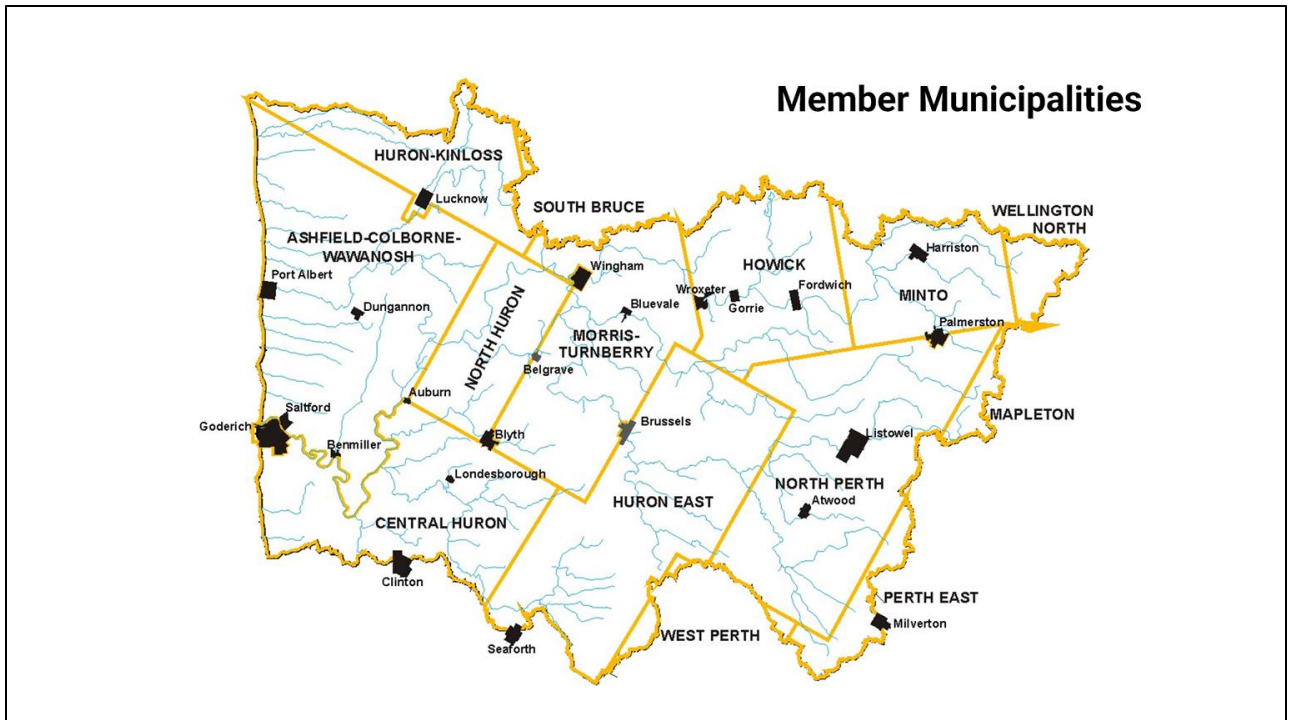 Member Municipalities
HURON-KINLOSS
Lucknow
SOUTH BRUCE
WELLINGTON
NORTH
ASHFIELD-COLBORNE-
WAWANOSH
Harriston
Wingham
HOWICK
Port Albert
Wroxeter
Fordwich
MINTO
Dungannon
Bluevale
Gorrie
NORTH HURON
MORRIS-
TURNBERRY
Palmerston
Belgrave
Auburn
Saltford
MAPLETON
Goderich
Brussels
Blyth
Listowel
Benmiller
Londesborough
NORTH PERTH
HURON EAST
Atwood
CENTRAL HURON
Clinton
PERTH EAST
Milverton
WEST PERTH
Seaforth